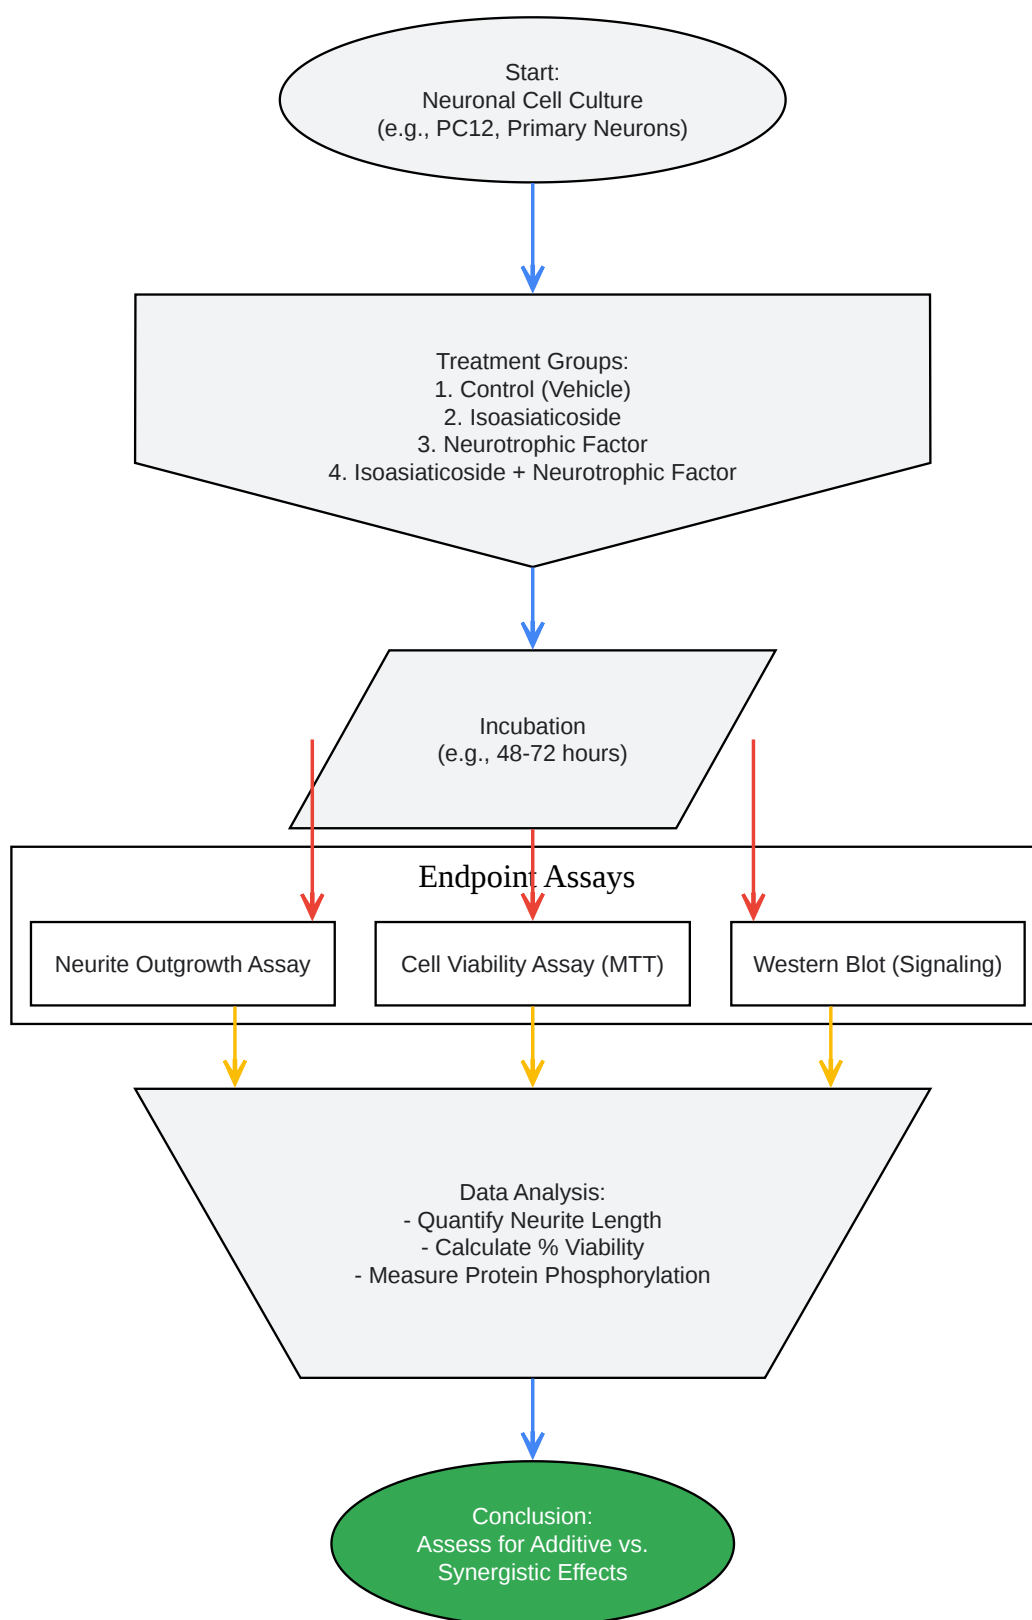 Start:
Neuronal Cell Culture
(e.g., PC12, Primary Neurons)
Treatment Groups:
1. Control (Vehicle)
2. Isoasiaticoside
3. Neurotrophic Factor
4. Isoasiaticoside + Neurotrophic Factor
Incubation
(e.g., 48-72 hours)
Endpoint Assays
Neurite Outgrowth Assay
Cell Viability Assay (MTT)
Western Blot (Signaling)
Data Analysis:
- Quantify Neurite Length
- Calculate % Viability
- Measure Protein Phosphorylation
Conclusion:
Assess for Additive vs.
Synergistic Effects